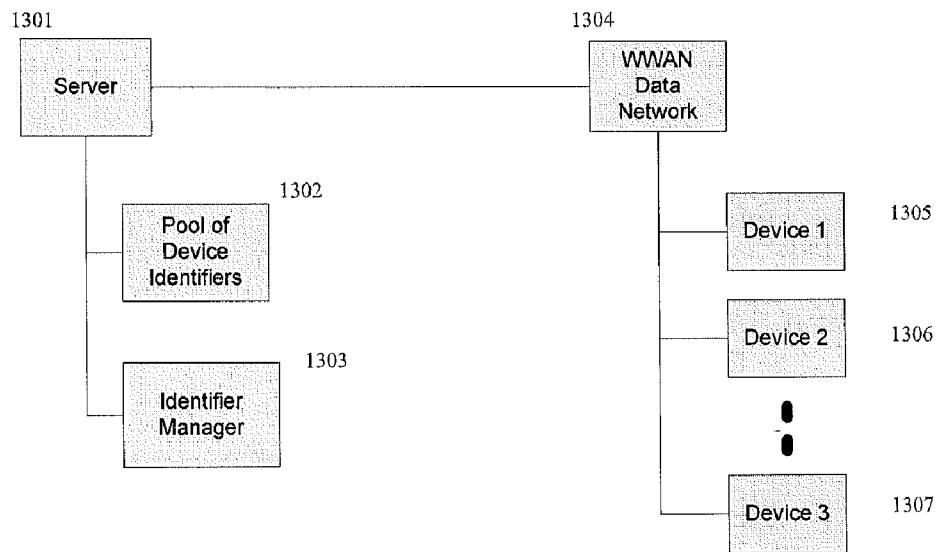 1301
Server
1304
WWAN
Data
Network
1302
Pool of
Device
Identifiers
1303
Identifier
Manager
1305
Device 1
1306
Device 2
1307
Device 3